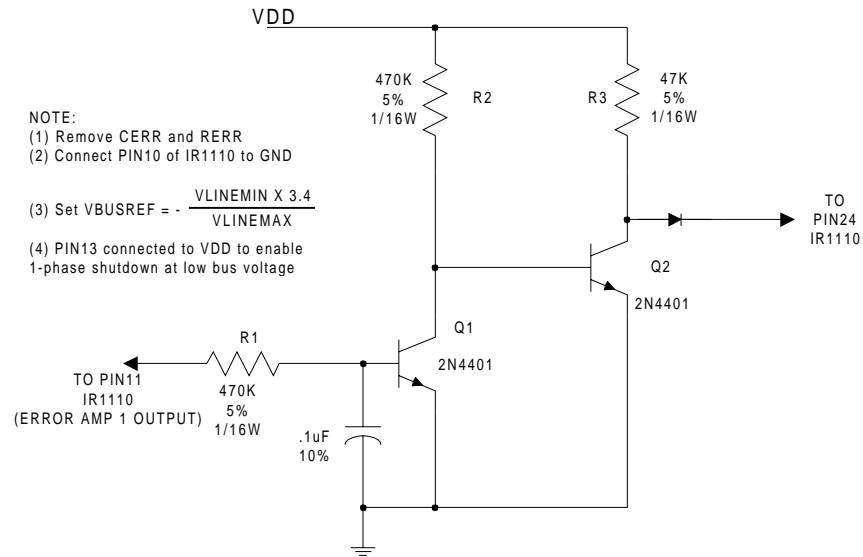 VDD
470K
5%
1/16W
R2
R3
47K
5%
1/16W
NOTE:
(1) Remove CERR and RERR
(2) Connect PIN10 of IR1110 to GND
(3) Set VBUSREF = - VLINEMIN X 3.4
VLINEMAX
(4) PIN13 connected to VDD to enable
1-phase shutdown at low bus voltage
TO
PIN24
IR1110
Q2
2N4401
Q1
2N4401
R1
470K
5%
1/16W
TO PIN11
IR1110
(ERROR AMP 1 OUTPUT)
.1uF
10%